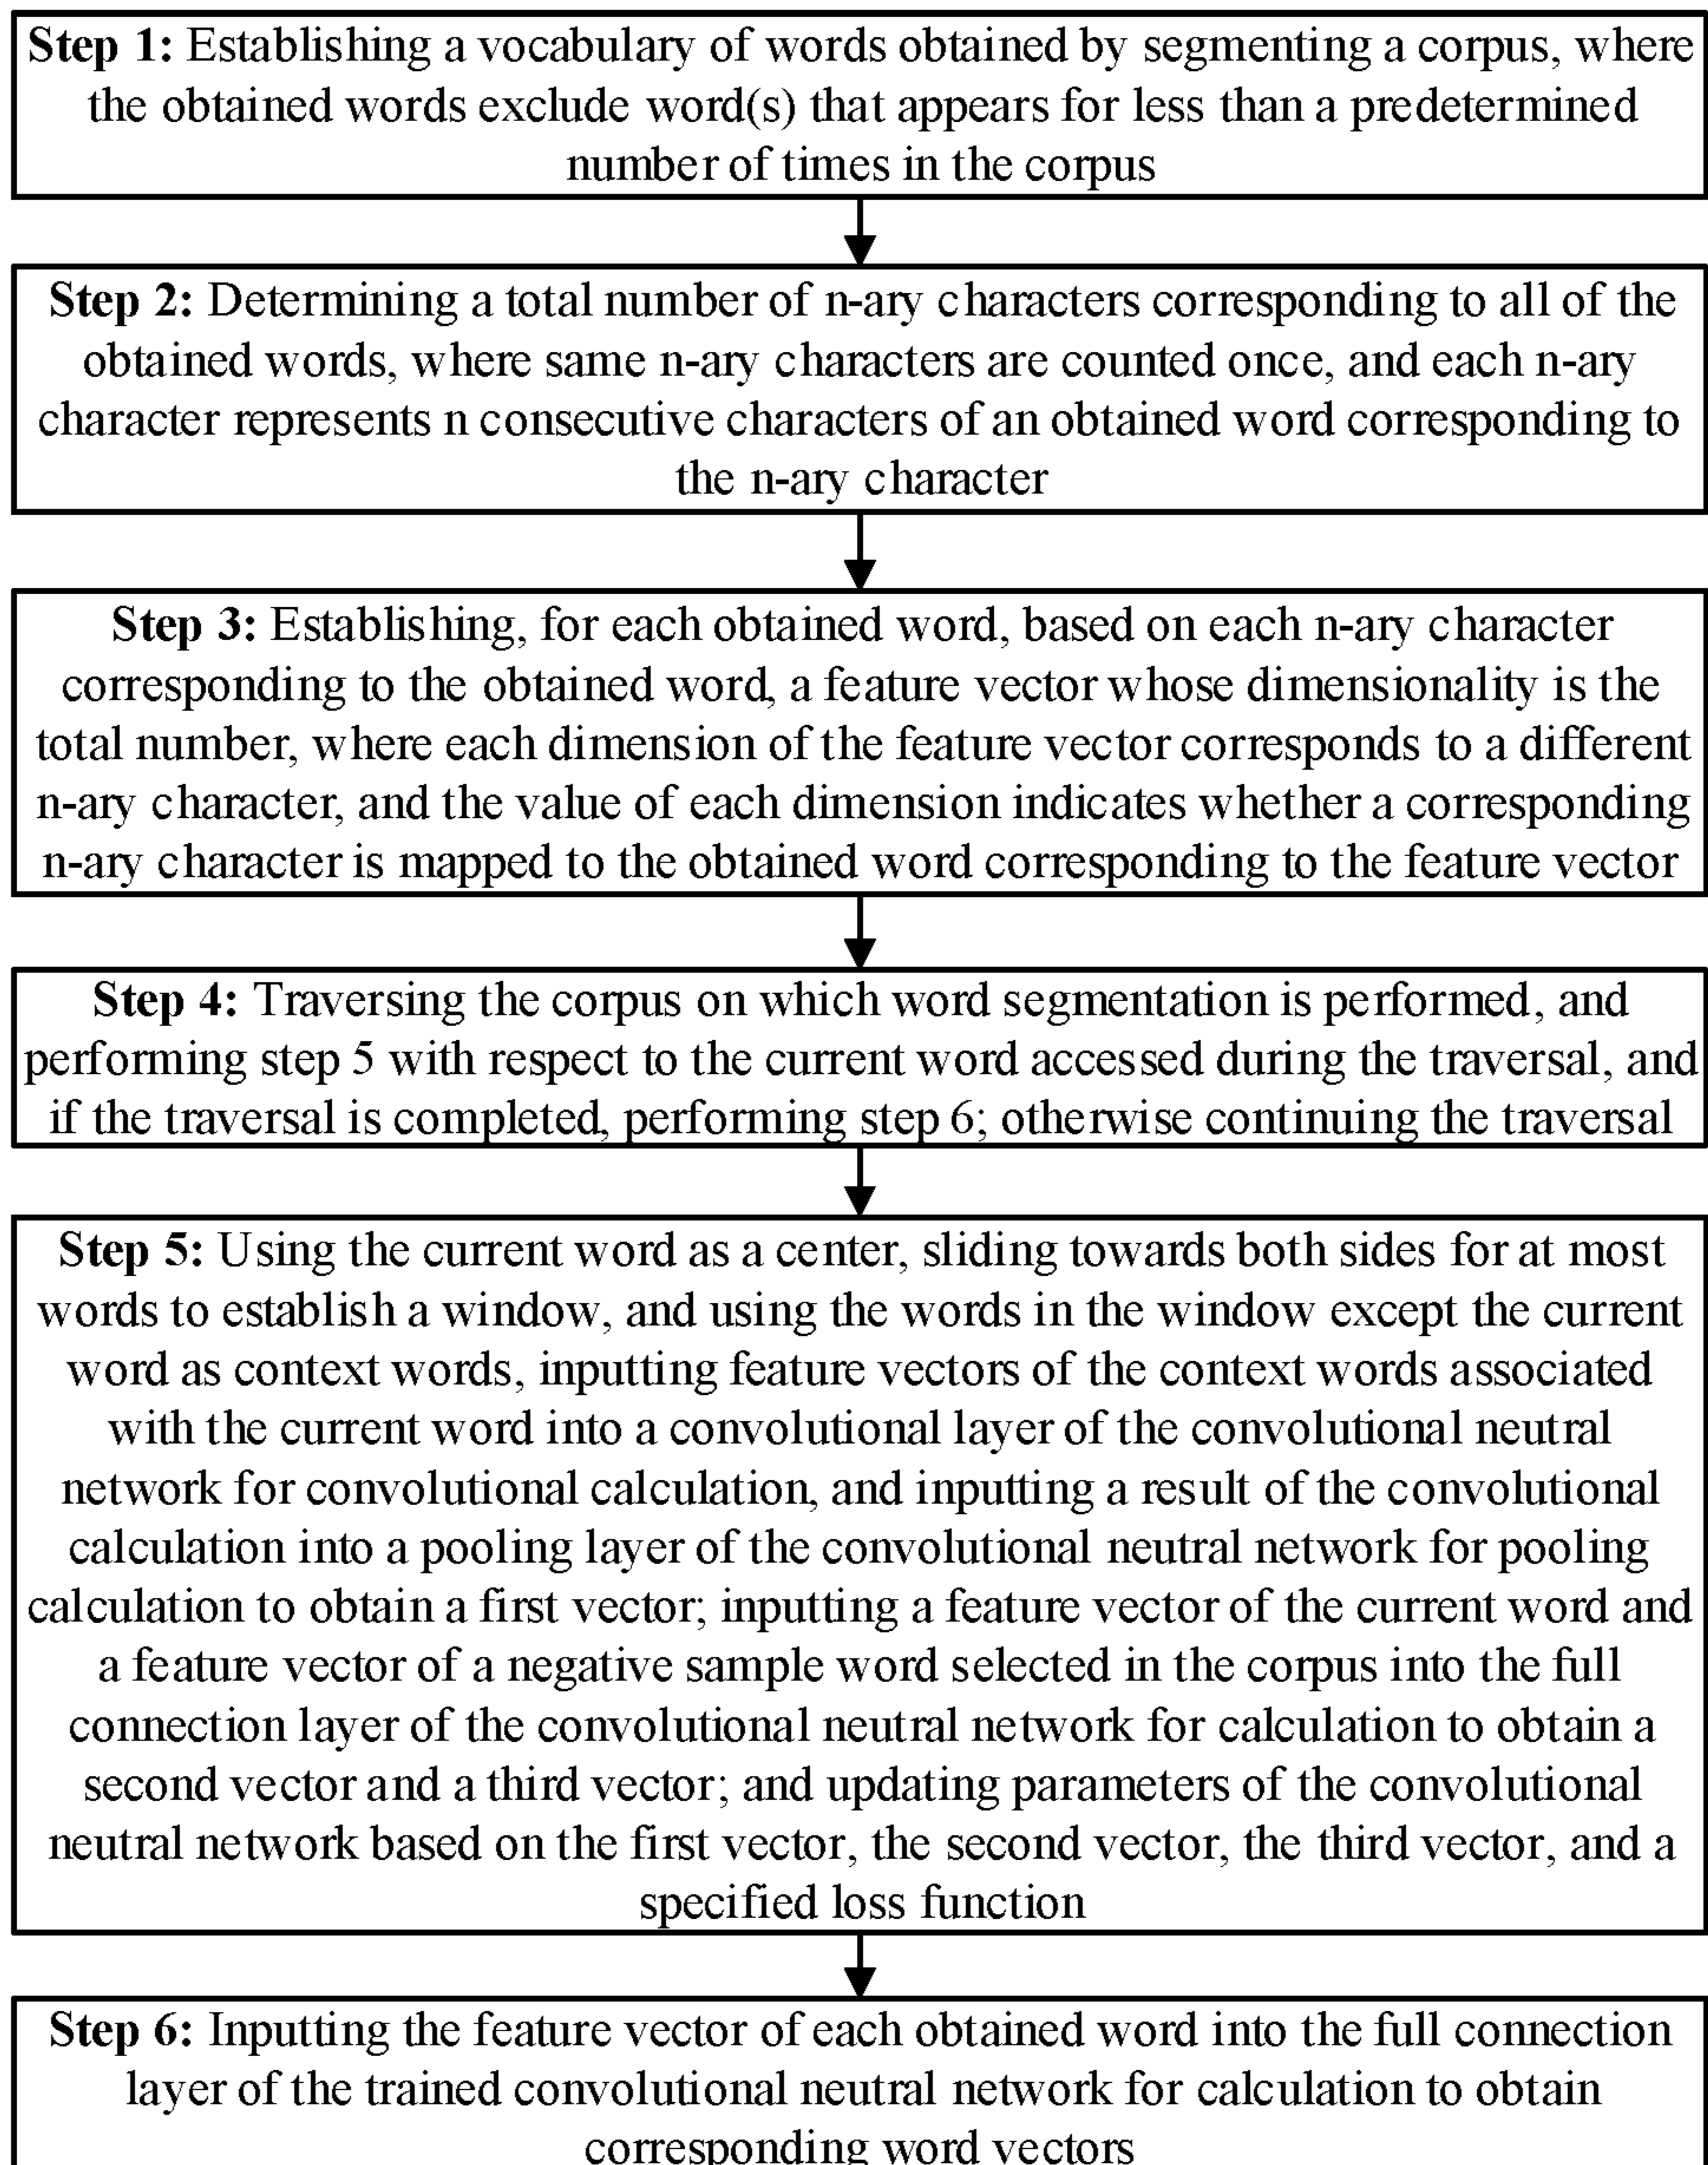 Step 1: Establishing a vocabulary of words obtained by segmenting a corpus, where
the obtained words exclude word(s) that appears for less than a predetermined
number of times in the corpus
Step 2: Determining a total number of n-ary characters corresponding to all of the
obtained words, where same n-ary characters are counted once, and each n-ary
character represents n consecutive characters of an obtained word corresponding to
the n-ary character
Step 3: Establishing, for each obtained word, based on each n-ary character
corresponding to the obtained word, a feature vector whose dimensionality is the
total number, where each dimension of the feature vector corresponds to a different
n-ary character, and the value of each dimension indicates whether a corresponding
n-ary character is mapped to the obtained word corresponding to the feature vector
Step 4: Traversing the corpus on which word segmentation is performed, and
performing step 5 with respect to the current word accessed during the traversal, and
if the traversal is completed, performing step 6; otherwise continuing the traversal
Step 5: Using the current word as a center, sliding towards both sides for at most
words to establish a window, and using the words in the window except the current
word as context words, inputting feature vectors of the context words associated
with the current word into a convolutional layer of the convolutional neutral
network for convolutional calculation, and inputting a result of the convolutional
calculation into a pooling layer of the convolutional neutral network for pooling
calculation to obtain a first vector; inputting a feature vector of the current word and
a feature vector of a negative sample word selected in the corpus into the full
connection layer of the convolutional neutral network for calculation to obtain a
second vector and a third vector; and updating parameters of the convolutional
neutral network based on the first vector, the second vector, the third vector, and a
specified loss function
Step 6: Inputting the feature vector of each obtained word into the full connection
layer of the trained convolutional neutral network for calculation to obtain
corresponding word vectors